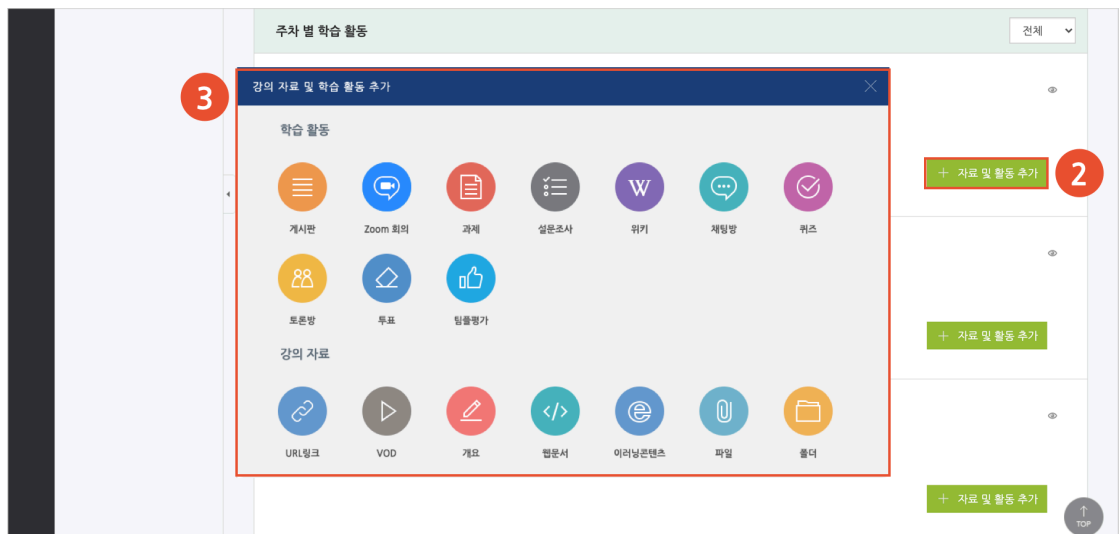 주차 별 학습 활동
전체
3
강의 자료 및 학습 활동 추가
학습 활동
게시판 Zoom 회의 과제 설문조사 위키 채팅방 퀴즈
W
토론방 투표 팀플평가
강의 자료
URL링크 VOD 개요 웹문서 이러닝콘텐츠 파일 폴더
+ 자료 및 활동 추가
2
+ 자료 및 활동 추가
+ 자료 및 활동 추가
TOP